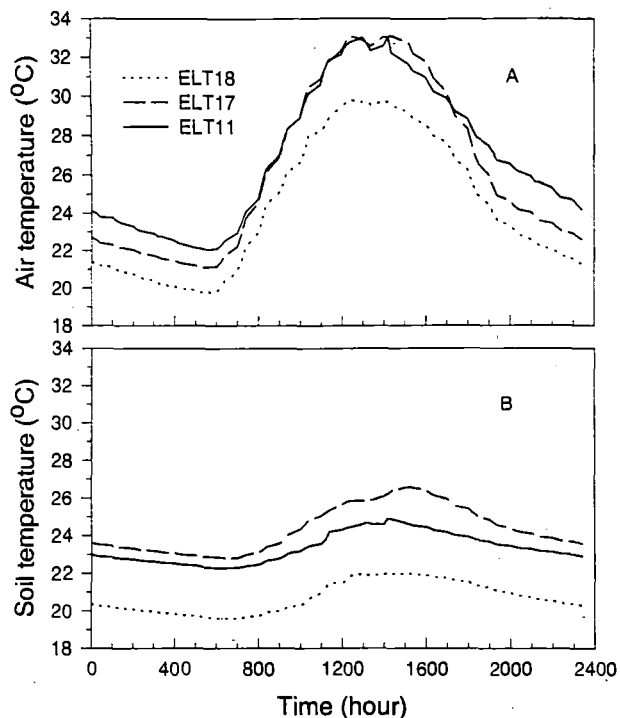 34
32
30
28
26
24
22
20
18
Air temperature (°C)
ELT18
ELT17
ELT11
A
34
32
30
28
26
24
22
20
18
Soil temperature (°C)
B
0 400 800 1200 1600 2000 2400
Time (hour)